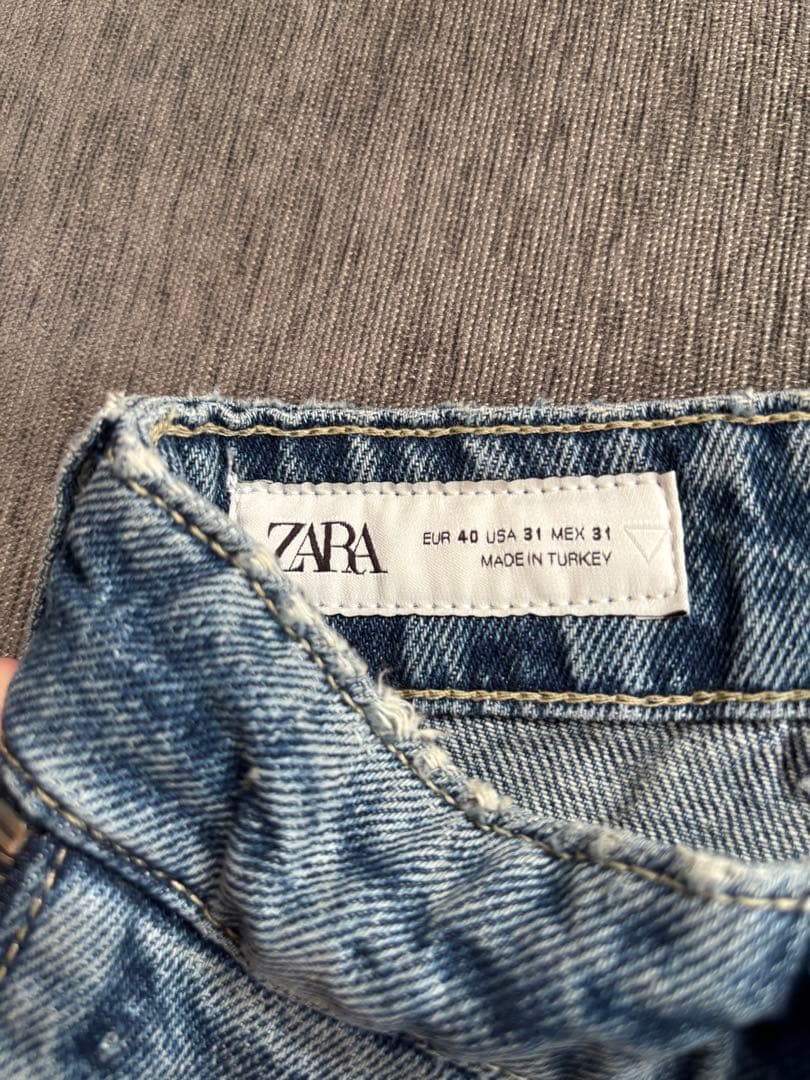 ZARA
EUR 40 USA 31 MEX 31
MADE IN TURKEY